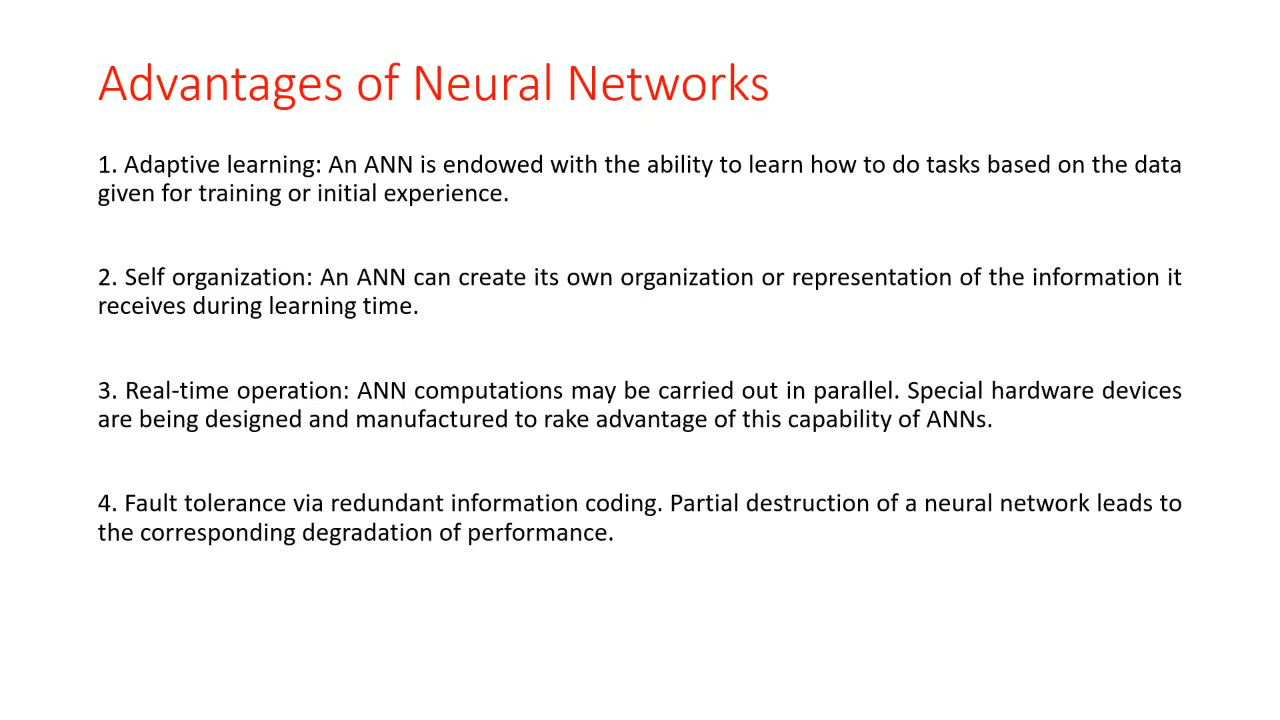 Advantages of Neural Networks
1. Adaptive learning: An ANN is endowed with the ability to learn how to do tasks based on the data
given for training or initial experience.
2. Self organization: An ANN can create its own organization or representation of the information it
receives during learning time.
3. Real-time operation: ANN computations may be carried out in parallel. Special hardware devices
are being designed and manufactured to rake advantage of this capability of ANNs.
4. Fault tolerance via redundant information coding. Partial destruction of a neural network leads to
the corresponding degradation of performance.